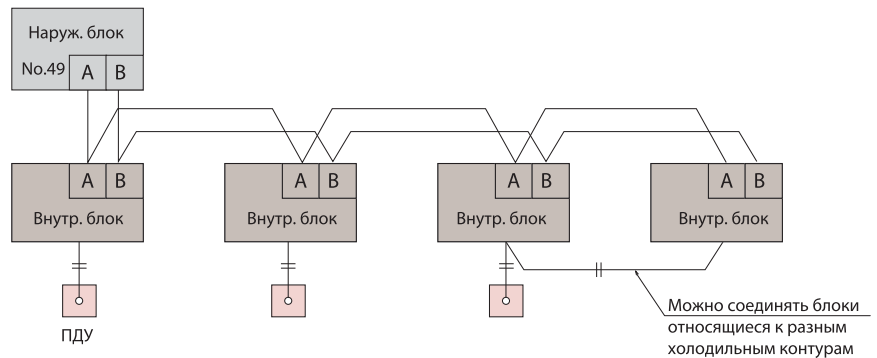 Наруж. блок
No.49 A B
A B
Внутр. блок
A B
Внутр. блок
A B
Внутр. блок
A B
Внутр. блок
ПДУ
Можно соединять блоки
относящиеся к разным
холодильным контурам